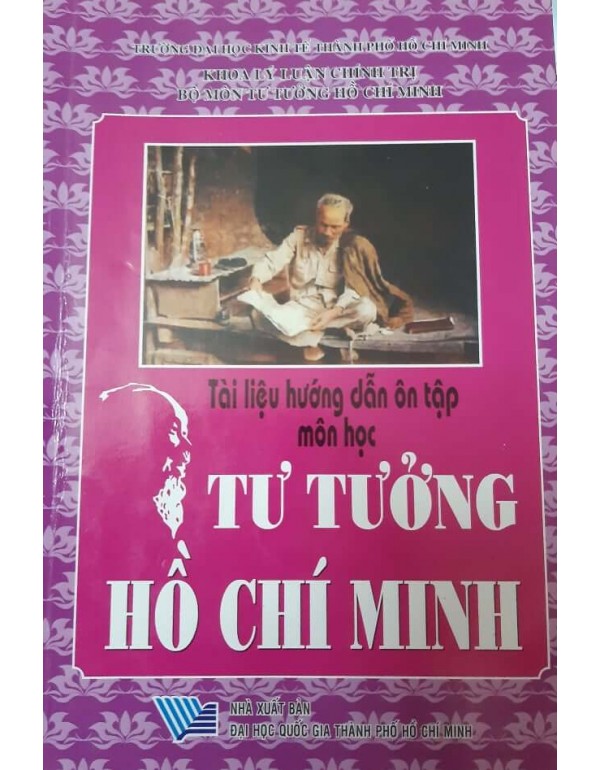 TRƯỜNG ĐẠI HỌC KINH TẾ THÀNH PHỐ HỒ CHÍ MINH
KHOA LÝ LUẬN CHÍNH TRỊ
BỘ MÔN TƯ TƯỞNG HỒ CHÍ MINH
Tài liệu hướng dẫn ôn tập
môn học
TƯ TƯỞNG
HỒ CHÍ MINH
NHÀ XUẤT BẢN
ĐẠI HỌC QUỐC GIA THÀNH PHỐ HỒ CHÍ MINH